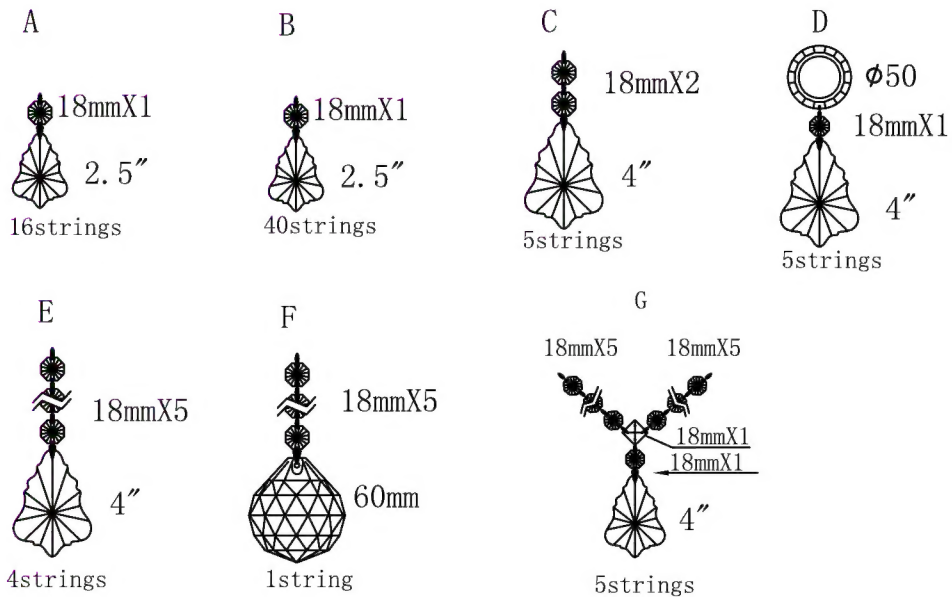 A
18mmX1
2.5″
16strings
B
18mmX1
2.5″
40strings
C
18mmX2
4″
5strings
D
ϕ50
18mmX1
4″
5strings
E
18mmX5
4″
4strings
F
18mmX5
60mm
1string
G
18mmX5 18mmX5
18mmX1
18mmX1
4″
5strings